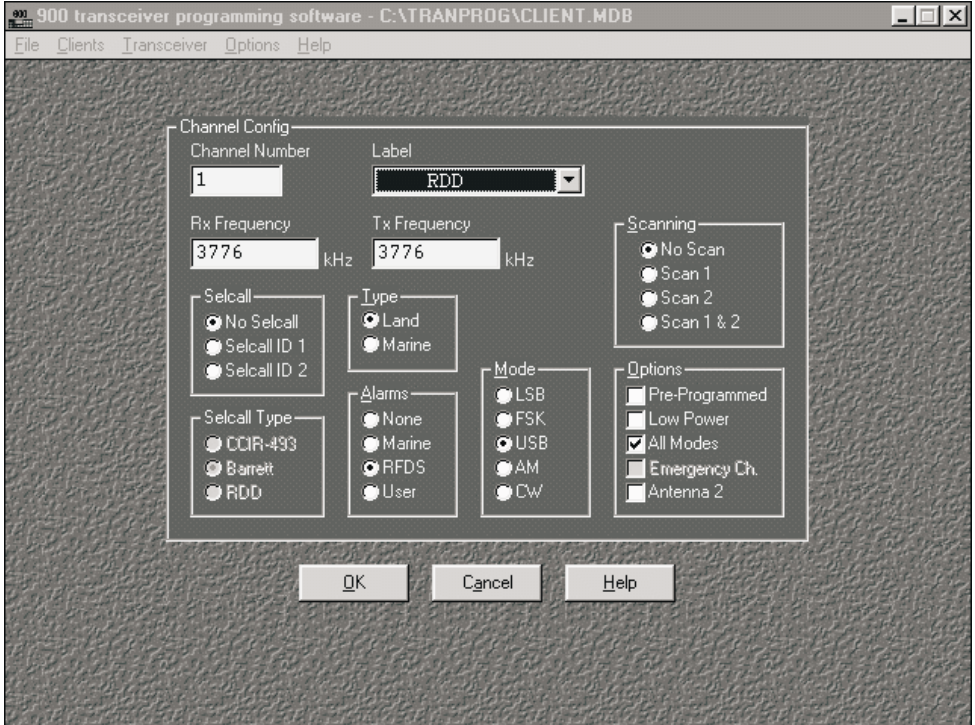 900 transceiver programming software - C:\TRANPROG\CLIENT.MDB
File Clients Transceiver Options Help
Channel Config
Channel Number
1
Label
RDD
Rx Frequency
3776 kHz
Tx Frequency
3776 kHz
Scanning
No Scan
Scan 1
Scan 2
Scan 1 & 2
Selcall
No Selcall
Selcall ID 1
Selcall ID 2
Type
Land
Marine
Selcall Type
CCIR-493
Barrett
RDD
Alarms
None
Marine
RFDS
User
Mode
LSB
FSK
USB
AM
CW
Options
Pre-Programmed
Low Power
All Modes
Emergency Ch.
Antenna 2
OK Cancel Help